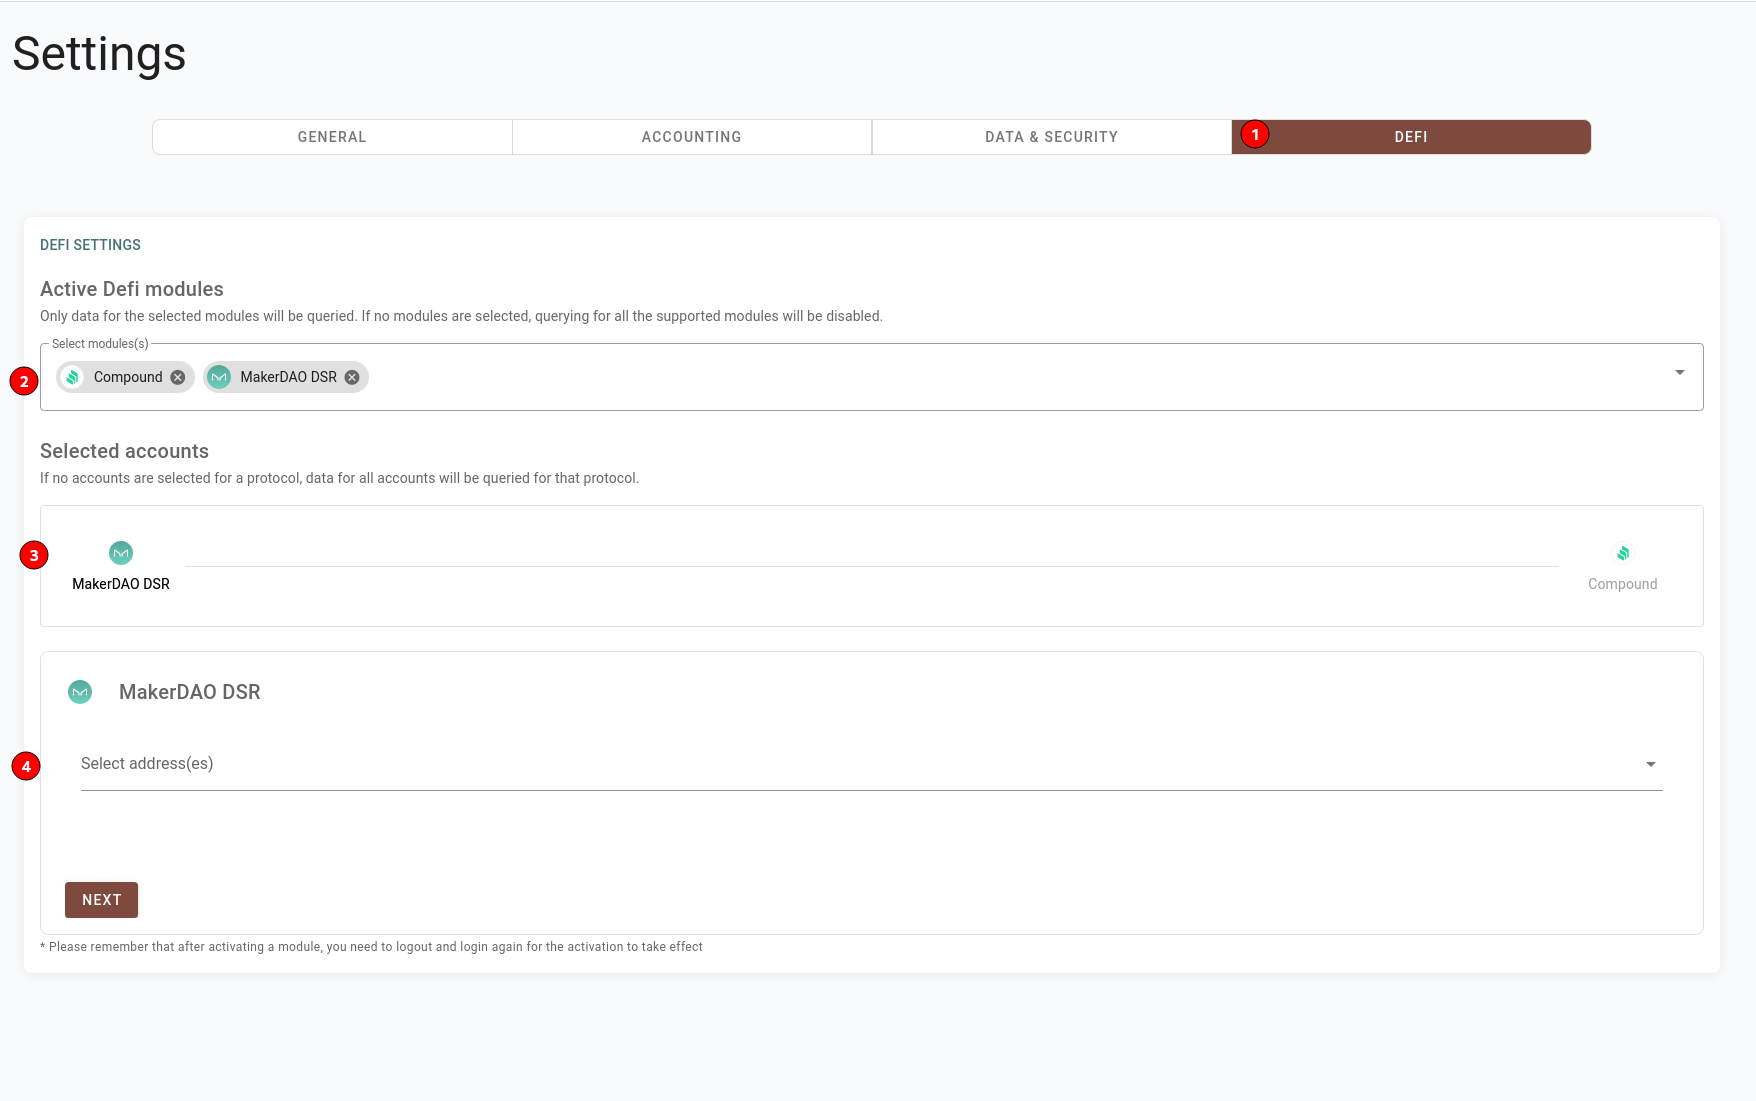 Settings
GENERAL
ACCOUNTING
DATA & SECURITY
1
DEFI
DEFI SETTINGS
Active Defi modules
Only data for the selected modules will be queried. If no modules are selected, querying for all the supported modules will be disabled.
Select modules(s)
2
Compound
MakerDAO DSR
Selected accounts
If no accounts are selected for a protocol, data for all accounts will be queried for that protocol.
3
MakerDAO DSR
Compound
MakerDAO DSR
4
Select address(es)
NEXT
* Please remember that after activating a module, you need to logout and login again for the activation to take effect